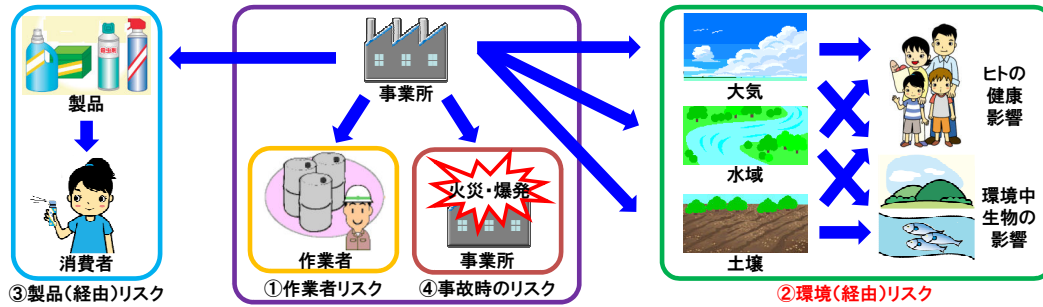 製品
消費者
③製品(経由)リスク
事業所
作業者
火災・爆発
事業所
①作業者リスク
④事故時のリスク
大気
水域
土壌
ヒトの
健康
影響
環境中
生物の
影響
②環境(経由)リスク
殺虫剤